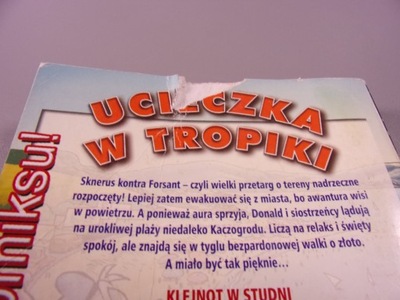 UCIECZKA
W TROPIKI
Sknerus kontra Forsant – czyli wielki przetarg o tereny nadrzeczne
rozpoczęty! Lepiej zatem ewakuować się z miasta, bo awantura wisi
w powietrzu. A ponieważ aura sprzyja, Donald i siostrzeńcy lądują
na urokliwej plaży niedaleko Kaczogrodu. Liczą na relaks i święty
spokój, ale znajdą się w tyglu bezpardonowej walki o złoto.
A miało być tak pięknie...
KLEJNOT W STUDNI
omiksu!